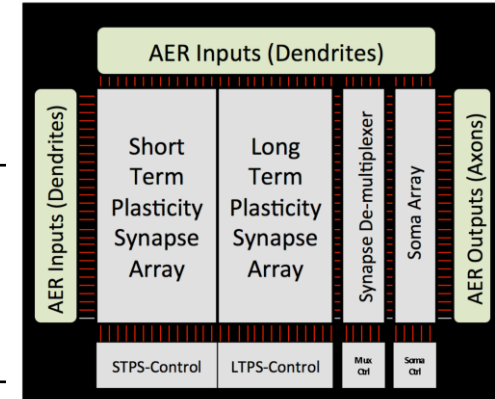 AER Inputs (Dendrites)
AER Inputs (Dendrites)
Short
Term
Plasticity
Synapse
Array
Long
Term
Plasticity
Synapse
Array
Synapse De-multiplexer
Soma Array
AER Outputs (Axons)
STPS-Control
LTPS-Control
Mux
Ctrl
Soma
Ctrl